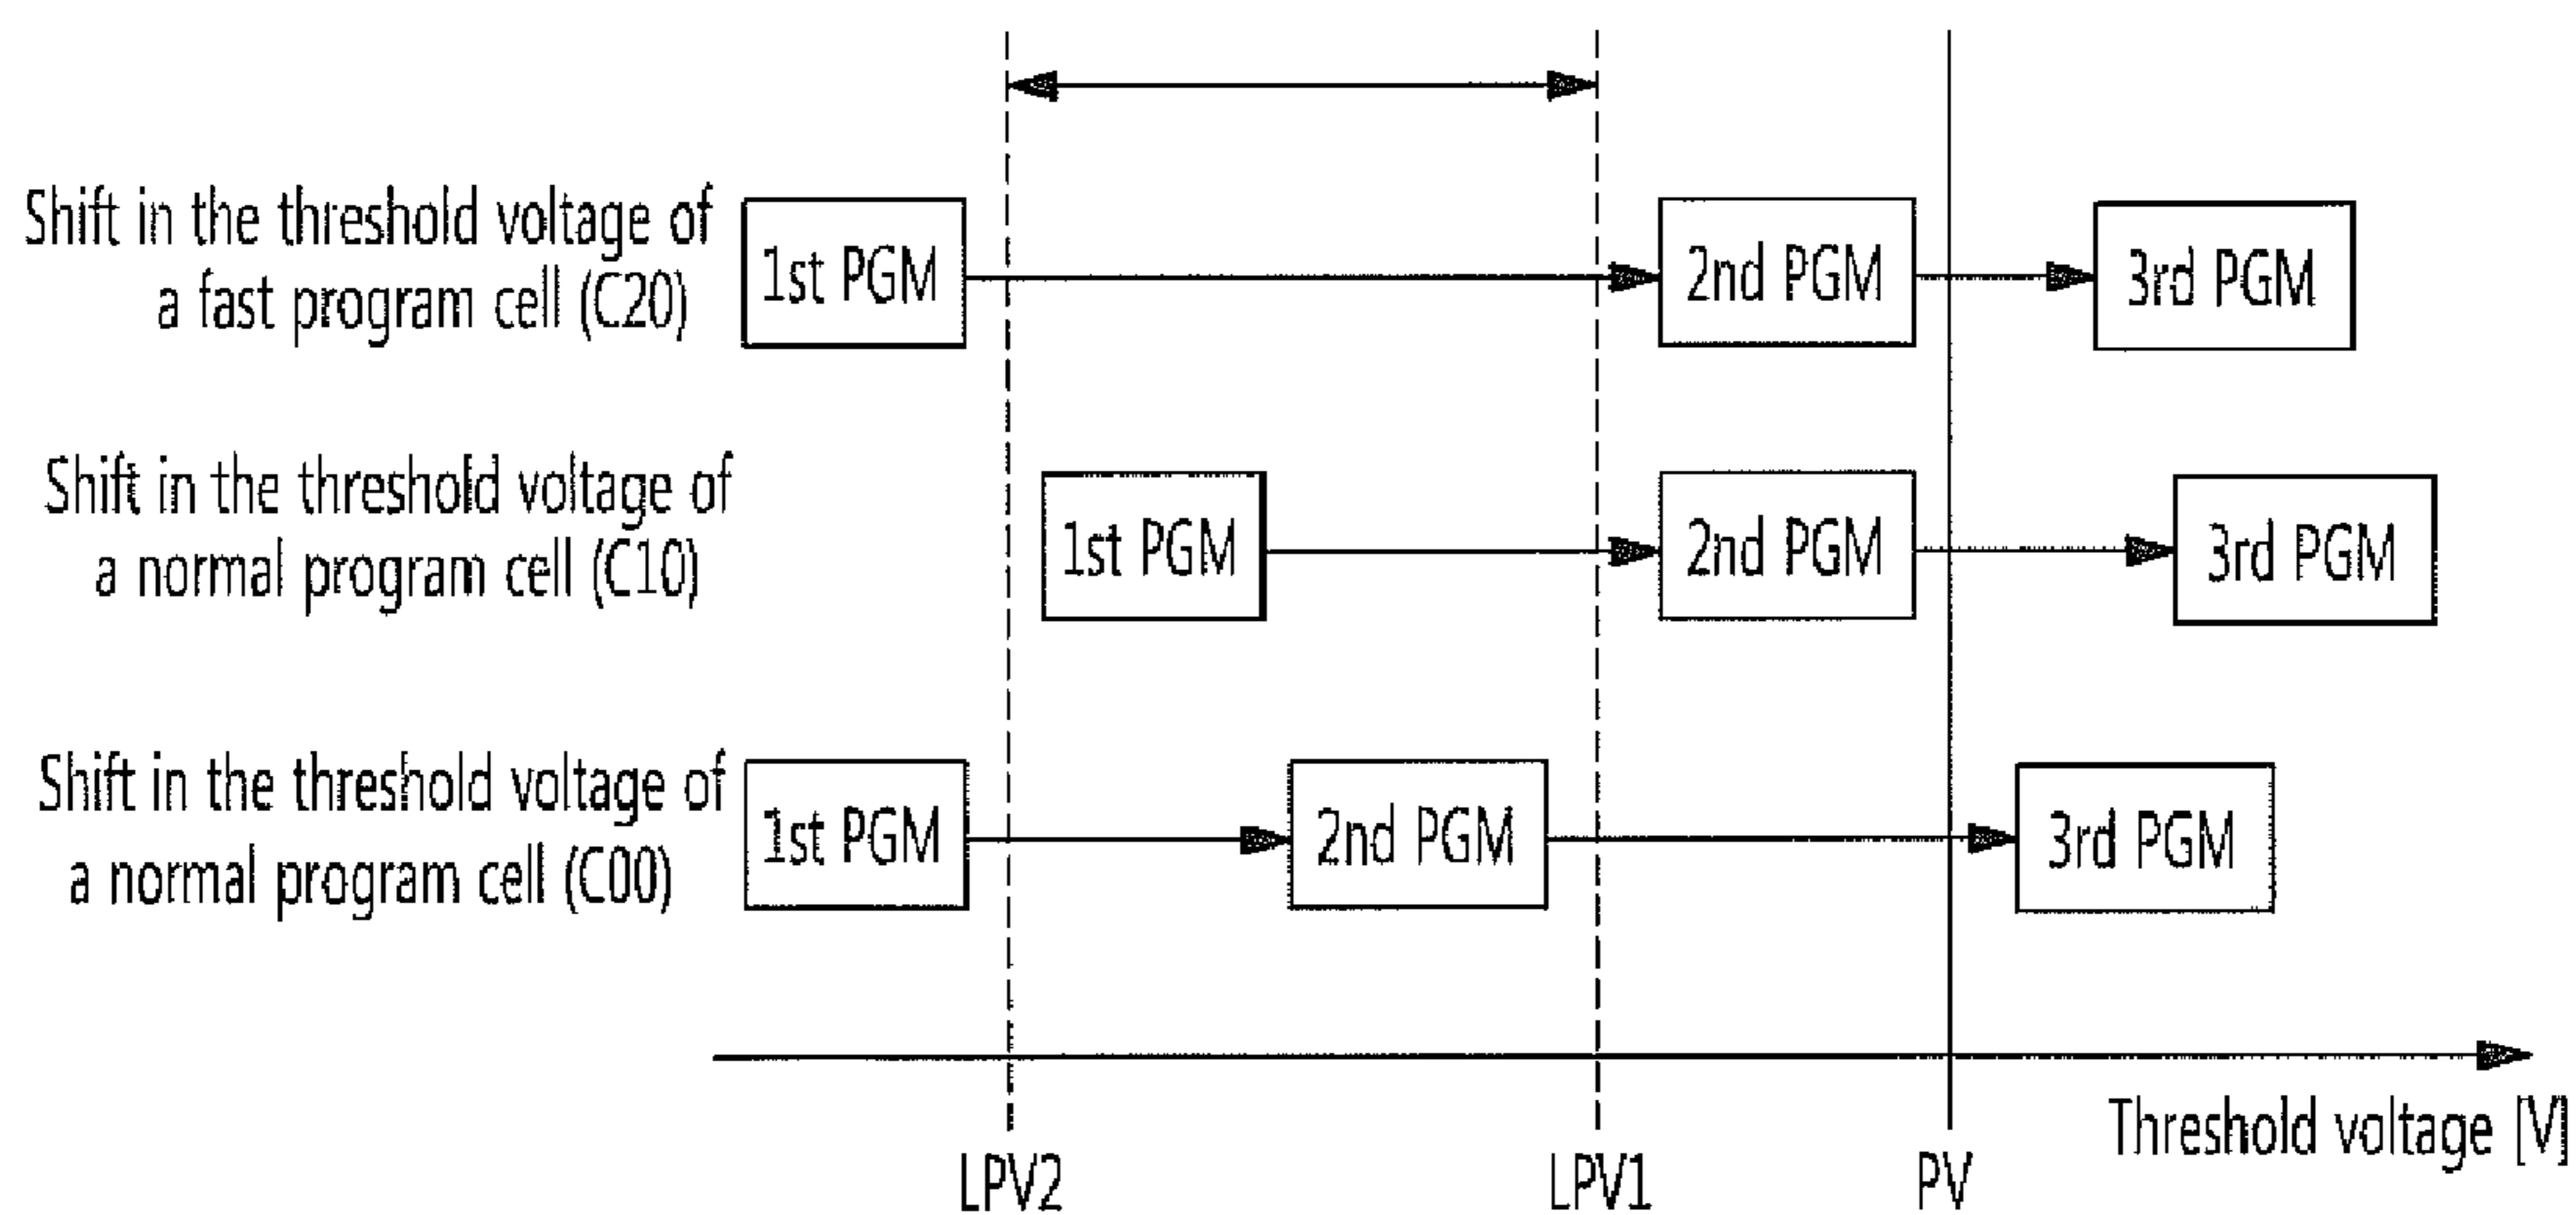 Shift in the threshold voltage of
a fast program cell (C20)
1st PGM
2nd PGM
3rd PGM
Shift in the threshold voltage of
a normal program cell (C10)
1st PGM
2nd PGM
3rd PGM
Shift in the threshold voltage of
a normal program cell (C00)
1st PGM
2nd PGM
3rd PGM
Threshold voltage [V]
LPV2
LPV1
PV